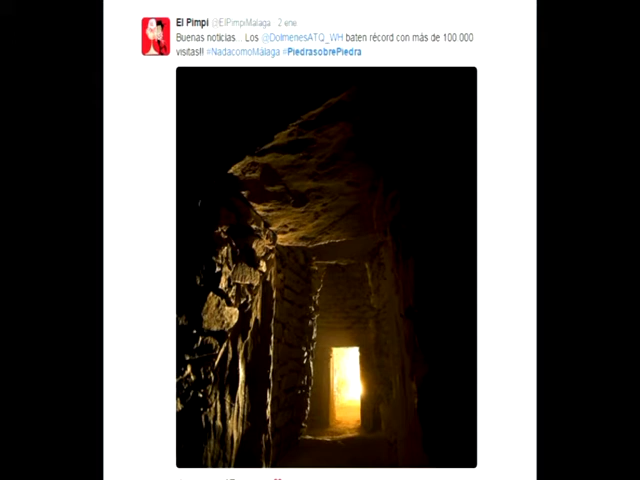 El Pimpi @ElPimpiMalaga · 2 ene
Buenas noticias... Los @DolmenesATQ_WH baten récord con más de 100.000
visitas!! #NadacomoMálaga #PiedrasobrePiedra